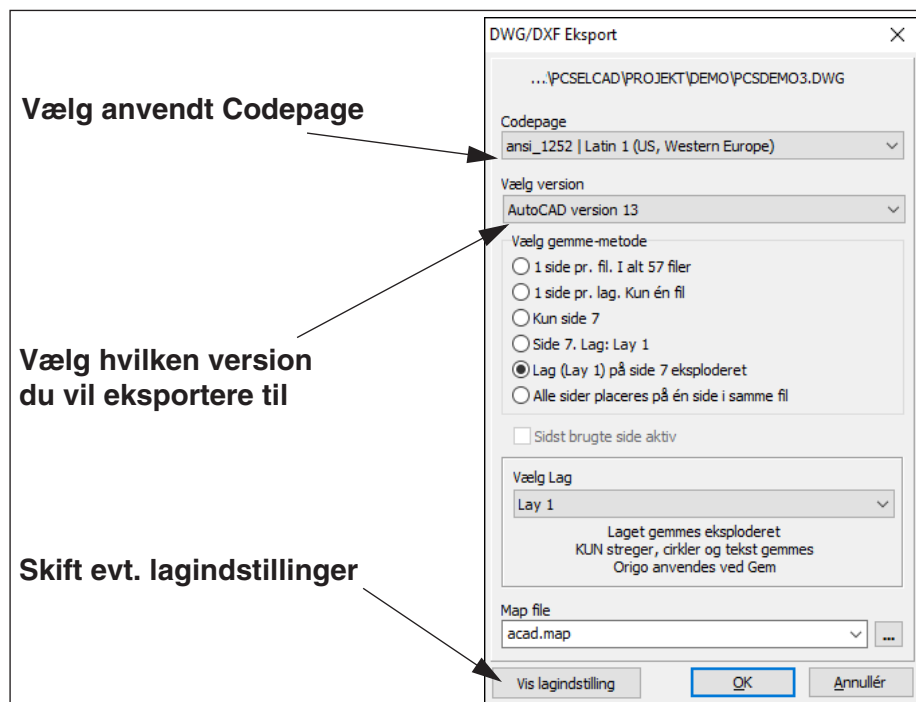 DWG/DXF Eksport
...\PCSELCAD\PROJEKT\DEMO\PCSDEMO3.DWG
Vælg anvendt Codepage
Codepage
ansi_1252 | Latin 1 (US, Western Europe)
Vælg version
AutoCAD version 13
Vælg gemme-metode
1 side pr. fil. I alt 57 filer
1 side pr. lag. Kun én fil
Kun side 7
Side 7. Lag: Lay 1
Vælg hvilken version
du vil eksportere til
Lag (Lay 1) på side 7 eksploderet
Alle sider placeres på én side i samme fil
Sidst brugte side aktiv
Vælg Lag
Lay 1
Laget gemmes eksploderet
KUN streger, cirkler og tekst gemmes
Origo anvendes ved Gem
Skift evt. lagindstillinger
Map file
acad.map
...
Vis lagindstilling
OK
Annullér